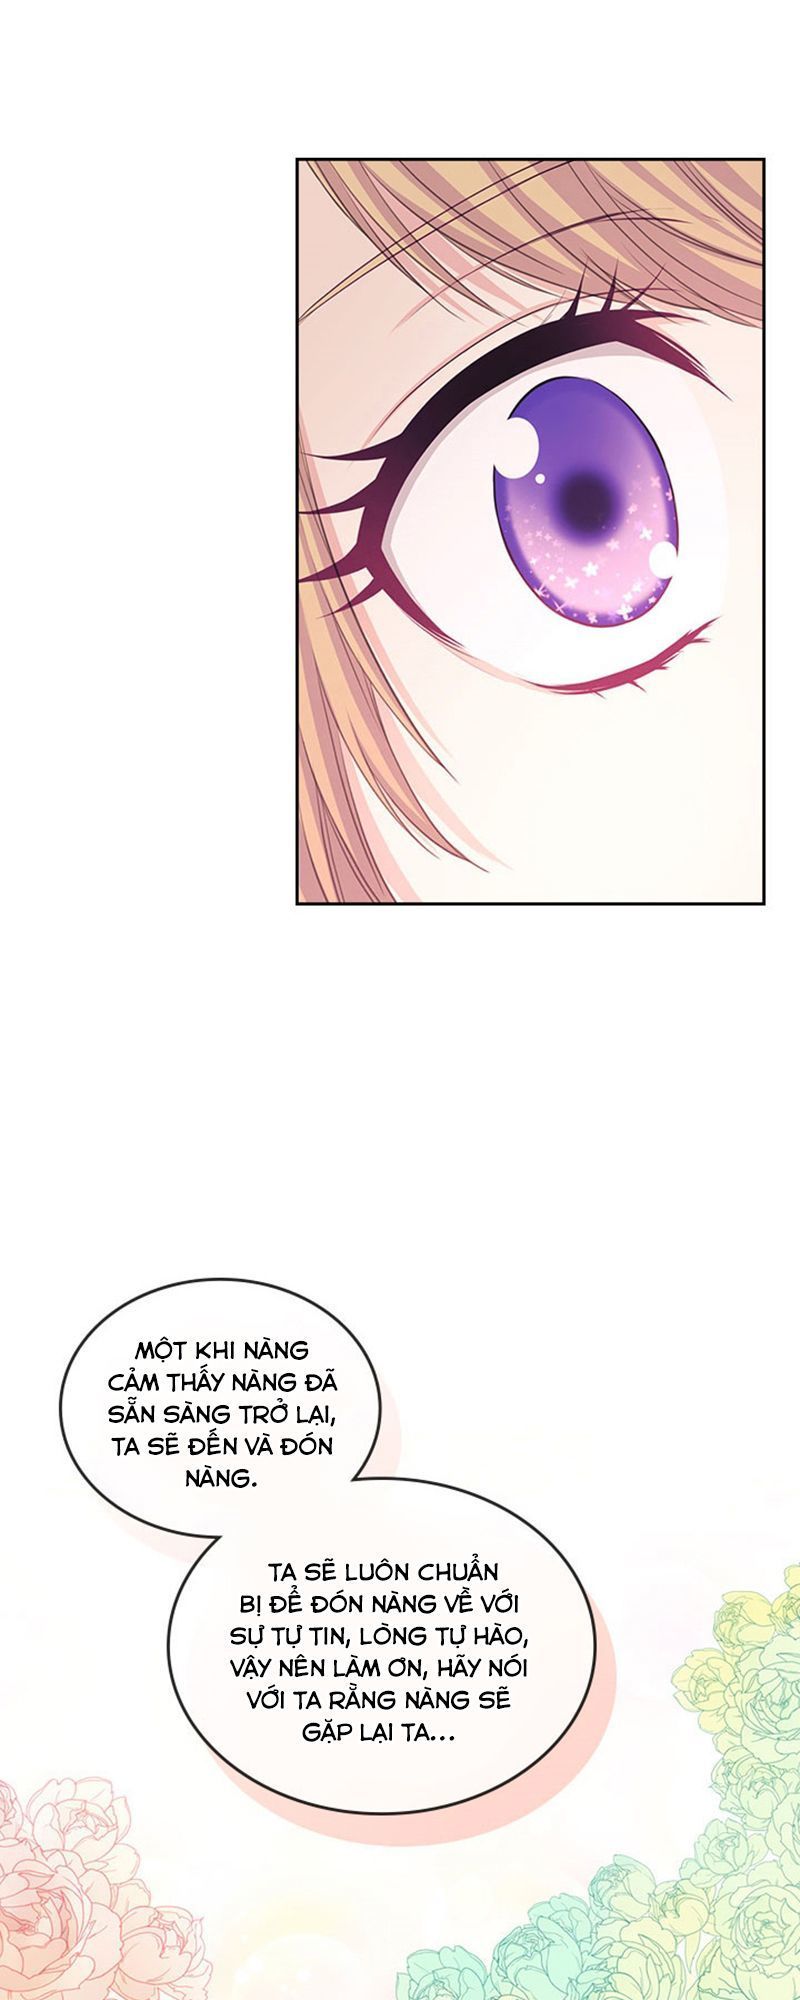 MỘT KHI NÀNG
CẢM THẤY NÀNG ĐÃ
SẴN SÀNG TRỞ LẠI,
TA SẼ ĐẾN VÀ ĐÓN
NÀNG.
TA SẼ LUÔN CHUẨN
BỊ ĐỂ ĐÓN NÀNG VỀ VỚI
SỰ TỰ TIN, LÒNG TỰ HÀO,
VẬY NÊN LÀM ƠN, HÃY NÓI
VỚI TA RẰNG NÀNG SẼ
GẶP LẠI TA...